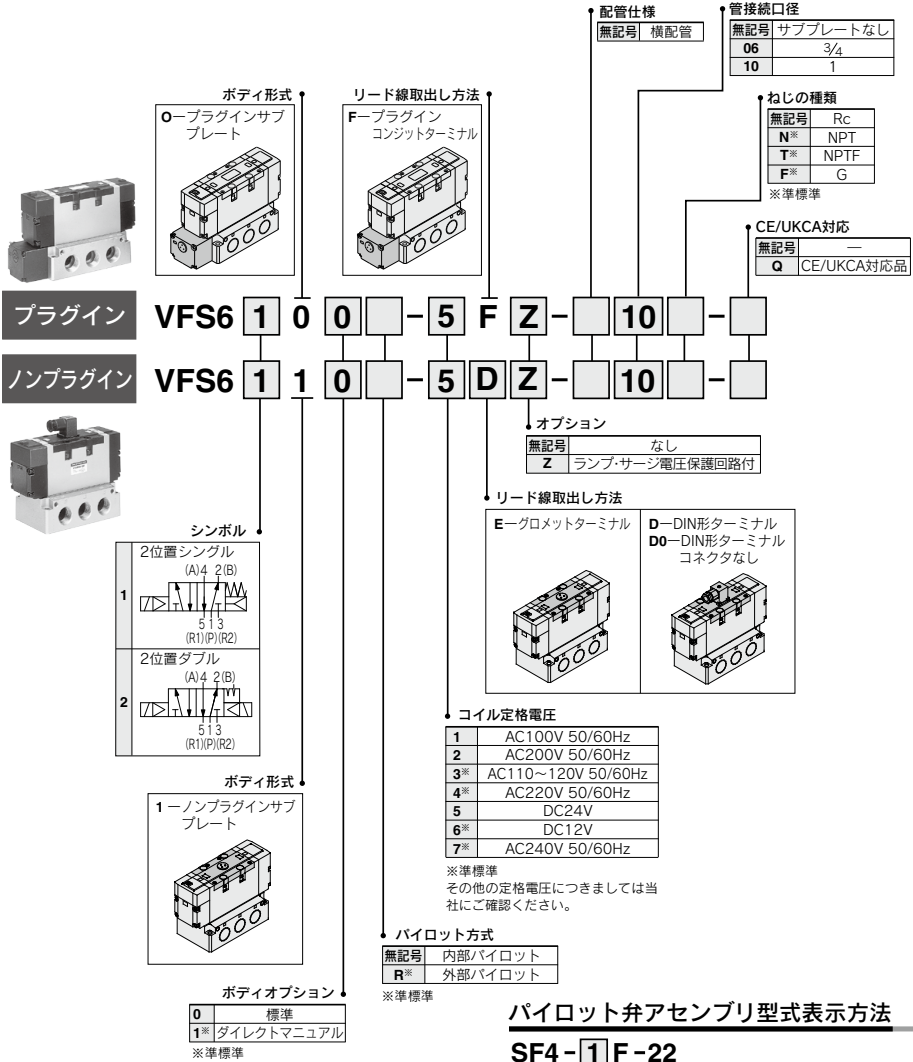 配管仕様
無記号 横配管
管接続口径
無記号 サブプレートなし
06 3/4
10 1
ボディ形式
O－プラグインサブ
プレート
リード線取出し方法
F－プラグイン
コンジットターミナル
ねじの種類
無記号 Rc
N※ NPT
T※ NPTF
F※ G
※準標準
CE/UKCA対応
無記号 —
Q CE/UKCA対応品
プラグイン VFS6 1 0 0 - 5 F Z - 10 -
ノンプラグイン VFS6 1 1 0 - 5 D Z - 10 -
オプション
無記号 なし
Z ランプ・サージ電圧保護回路付
リード線取出し方法
E－グロメットターミナル
D－DIN形ターミナル
D0－DIN形ターミナル
コネクタなし
シンボル
1 2位置シングル
(A)4 2(B)
5 1 3
(R1)(P)(R2)
2 2位置ダブル
(A)4 2(B)
5 1 3
(R1)(P)(R2)
コイル定格電圧
1 AC100V 50/60Hz
2 AC200V 50/60Hz
3※ AC110～120V 50/60Hz
4※ AC220V 50/60Hz
5 DC24V
6※ DC12V
7※ AC240V 50/60Hz
※準標準
その他の定格電圧につきましては当
社にご確認ください。
ボディ形式
1－ノンプラグインサブ
プレート
パイロット方式
無記号 内部パイロット
R※ 外部パイロット
※準標準
ボディオプション
0 標準
1※ ダイレクトマニュアル
※準標準
パイロット弁アセンブリ型式表示方法
SF4-1F-22